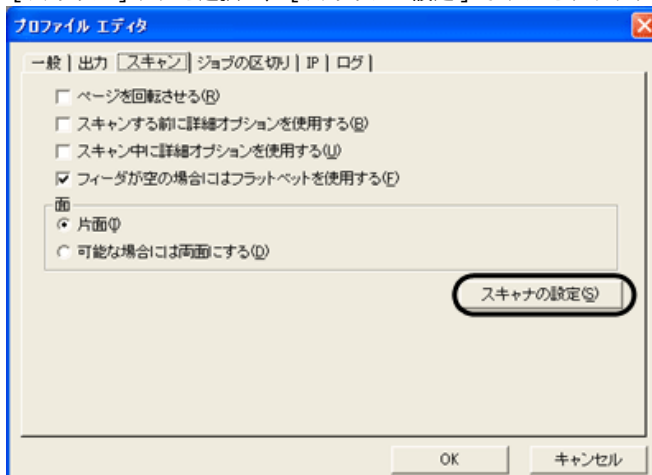 プロファイル エディタ
一般 出力 スキャン ジョブの区切り IP ログ
ページを回転させる(R)
スキャンする前に詳細オプションを使用する(B)
スキャン中に詳細オプションを使用する(U)
フィーダが空の場合にはフラットベットを使用する(F)
面
片面(I)
可能な場合には両面にする(D)
スキャナの設定(S)
OK キャンセル